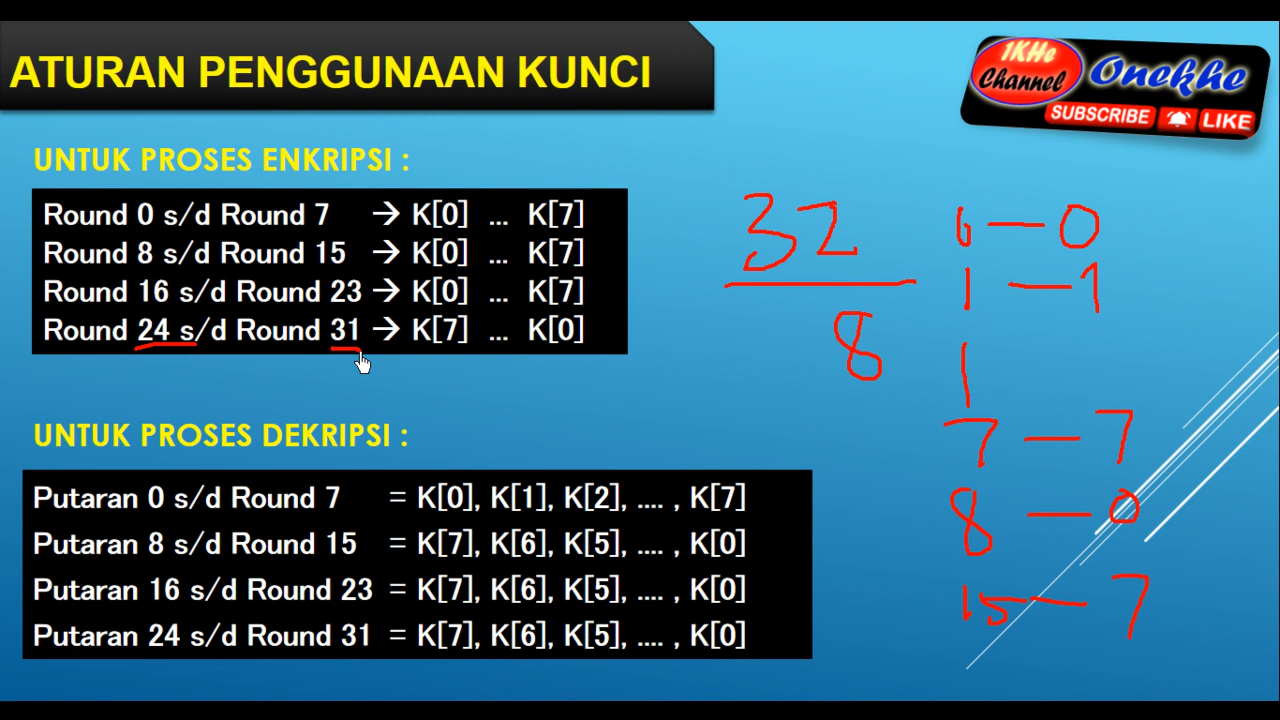 ATURAN PENGGUNAAN KUNCI
1KHe
Channel
Onekhe
SUBSCRIBE
LIKE
UNTUK PROSES ENKRIPSI :
Round 0 s/d Round 7 → K[0] ... K[7]
Round 8 s/d Round 15 → K[0] ... K[7]
Round 16 s/d Round 23 → K[0] ... K[7]
Round 24 s/d Round 31 → K[7] ... K[0]
UNTUK PROSES DEKRIPSI :
Putaran 0 s/d Round 7 = K[0], K[1], K[2], .... , K[7]
Putaran 8 s/d Round 15 = K[7], K[6], K[5], .... , K[0]
Putaran 16 s/d Round 23 = K[7], K[6], K[5], .... , K[0]
Putaran 24 s/d Round 31 = K[7], K[6], K[5], .... , K[0]
32
8
— 0
1 — 1
7 — 7
8 — 0
15 — 7